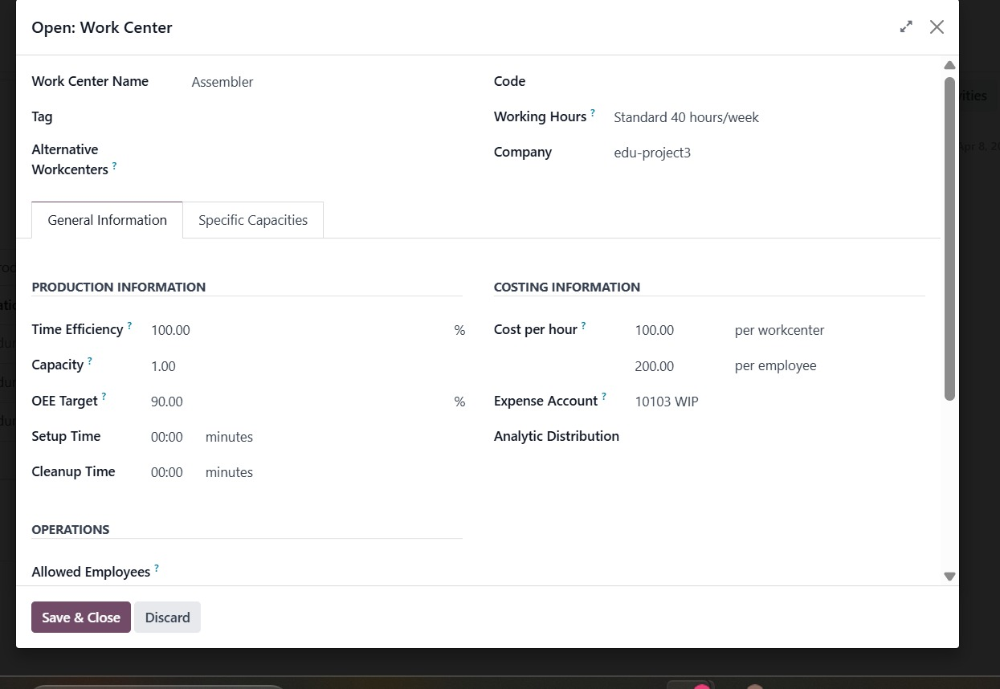 Open: Work Center
Work Center Name Assembler
Code
Tag
Working Hours ? Standard 40 hours/week
Alternative
Workcenters ?
Company edu-project3
General Information Specific Capacities
PRODUCTION INFORMATION
COSTING INFORMATION
Time Efficiency ? 100.00 %
Cost per hour ? 100.00 per workcenter
Capacity ? 1.00
200.00 per employee
OEE Target ? 90.00 %
Expense Account ? 10103 WIP
Setup Time 00:00 minutes
Analytic Distribution
Cleanup Time 00:00 minutes
OPERATIONS
Allowed Employees ?
Save & Close Discard